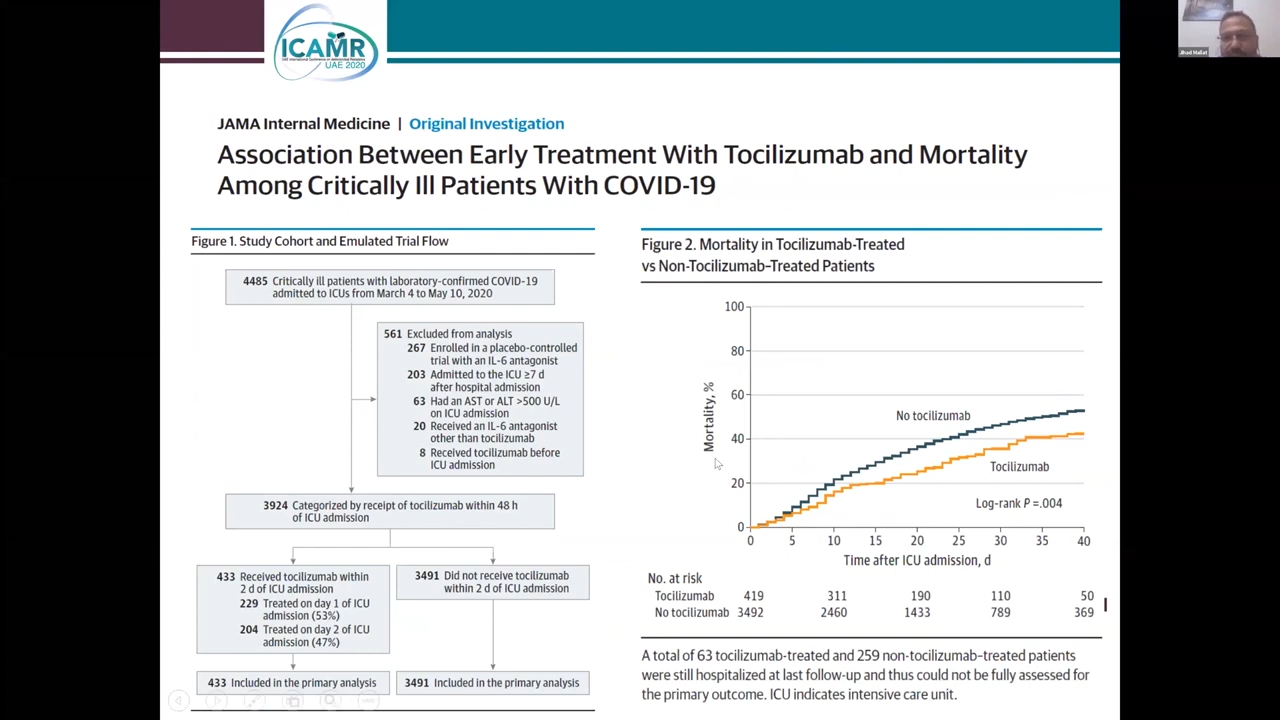 ICAMR
UAE 2020
Jihad Mallat
JAMA Internal Medicine | Original Investigation
Association Between Early Treatment With Tocilizumab and Mortality
Among Critically Ill Patients With COVID-19
Figure 1. Study Cohort and Emulated Trial Flow
4485 Critically ill patients with laboratory-confirmed COVID-19
admitted to ICUs from March 4 to May 10, 2020
561 Excluded from analysis
267 Enrolled in a placebo-controlled
trial with an IL-6 antagonist
203 Admitted to the ICU ≥7 d
after hospital admission
63 Had an AST or ALT >500 U/L
on ICU admission
20 Received an IL-6 antagonist
other than tocilizumab
8 Received tocilizumab before
ICU admission
3924 Categorized by receipt of tocilizumab within 48 h
of ICU admission
433 Received tocilizumab within
2 d of ICU admission
229 Treated on day 1 of ICU
admission (53%)
204 Treated on day 2 of ICU
admission (47%)
3491 Did not receive tocilizumab
within 2 d of ICU admission
433 Included in the primary analysis
3491 Included in the primary analysis
Figure 2. Mortality in Tocilizumab-Treated
vs Non-Tocilizumab–Treated Patients
Mortality, %
100
80
60
40
20
0
No tocilizumab
Tocilizumab
Log-rank P =.004
0 5 10 15 20 25 30 35 40
Time after ICU admission, d
No. at risk
Tocilizumab 419 311 190 110 50
No tocilizumab 3492 2460 1433 789 369
A total of 63 tocilizumab-treated and 259 non-tocilizumab–treated patients
were still hospitalized at last follow-up and thus could not be fully assessed for
the primary outcome. ICU indicates intensive care unit.